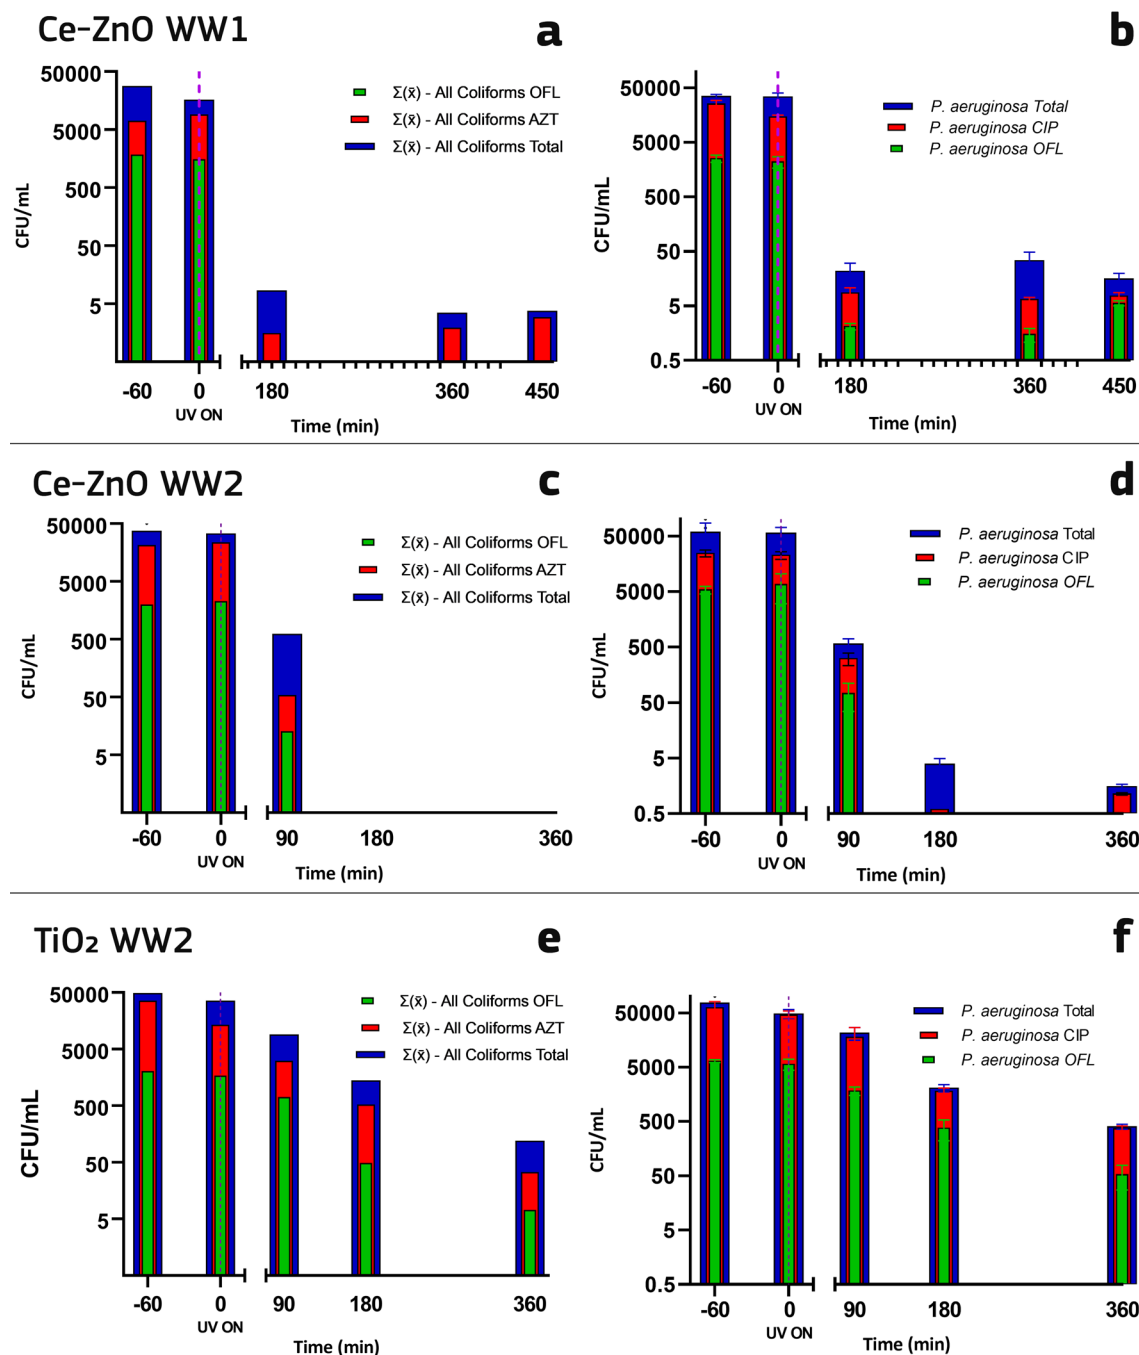 Ce-ZnO WW1
a
50000
5000
500
50
5
CFU/mL
Σ(x̄) - All Coliforms OFL
Σ(x̄) - All Coliforms AZT
Σ(x̄) - All Coliforms Total
-60
0
180
360
450
UV ON
Time (min)
b
50000
5000
500
50
5
0.5
CFU/mL
P. aeruginosa Total
P. aeruginosa CIP
P. aeruginosa OFL
-60
0
180
360
450
UV ON
Time (min)
Ce-ZnO WW2
c
50000
5000
500
50
5
CFU/mL
Σ(x̄) - All Coliforms OFL
Σ(x̄) - All Coliforms AZT
Σ(x̄) - All Coliforms Total
-60
0
90
180
360
UV ON
Time (min)
d
50000
5000
500
50
5
0.5
CFU/mL
P. aeruginosa Total
P. aeruginosa CIP
P. aeruginosa OFL
-60
0
90
180
360
UV ON
Time (min)
TiO₂ WW2
e
50000
5000
500
50
5
CFU/mL
Σ(x̄) - All Coliforms OFL
Σ(x̄) - All Coliforms AZT
Σ(x̄) - All Coliforms Total
-60
0
90
180
360
UV ON
Time (min)
f
50000
5000
500
50
5
0.5
CFU/mL
P. aeruginosa Total
P. aeruginosa CIP
P. aeruginosa OFL
-60
0
90
180
360
UV ON
Time (min)